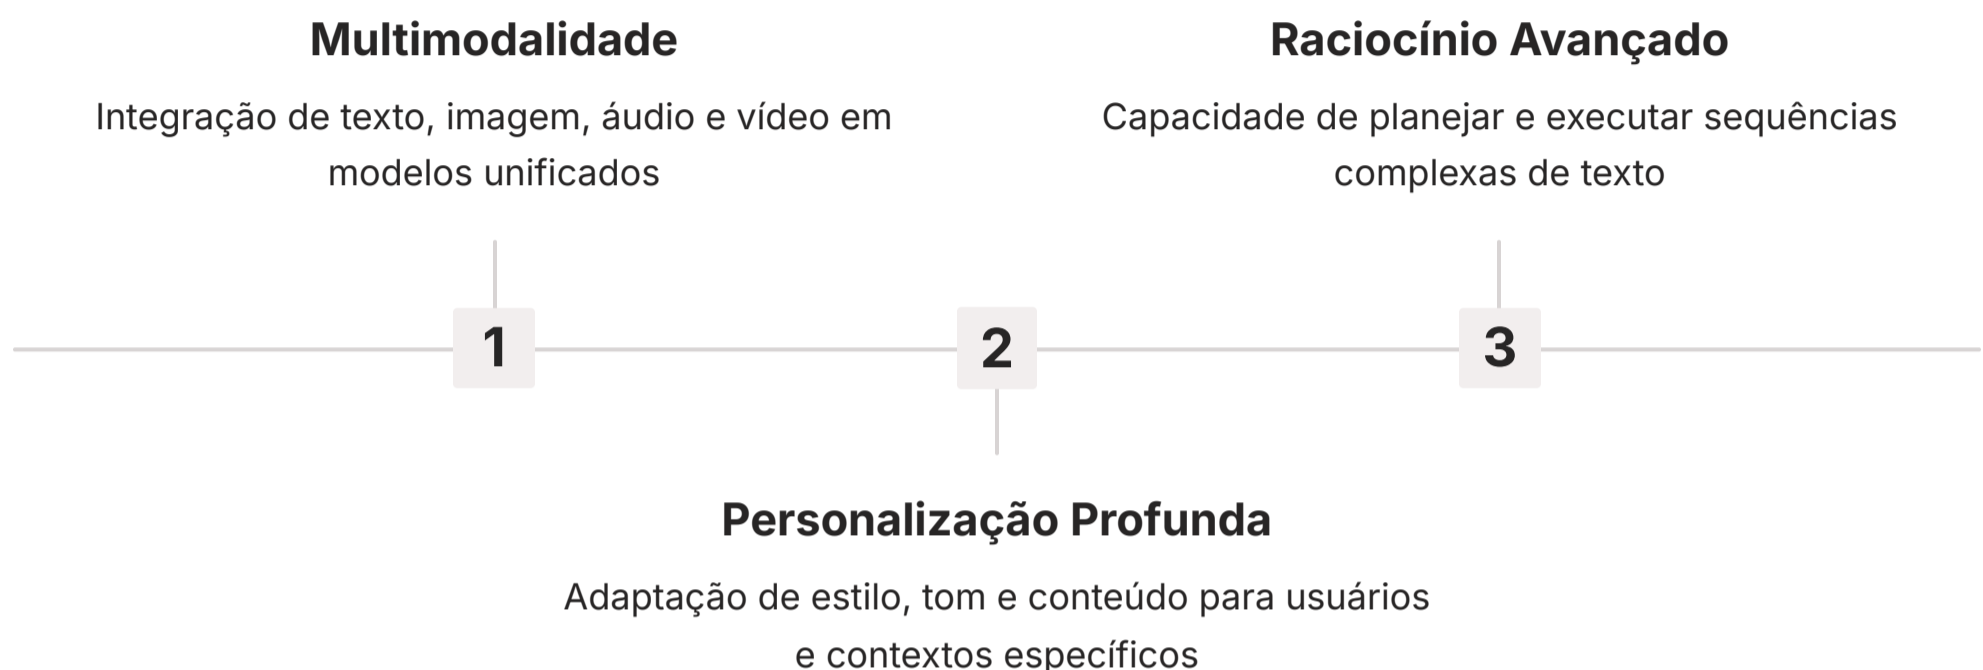 Multimodalidade
Integração de texto, imagem, áudio e vídeo em
modelos unificados
1
2
Personalização Profunda
Adaptação de estilo, tom e conteúdo para usuários
e contextos específicos
Raciocínio Avançado
Capacidade de planejar e executar sequências
complexas de texto
3